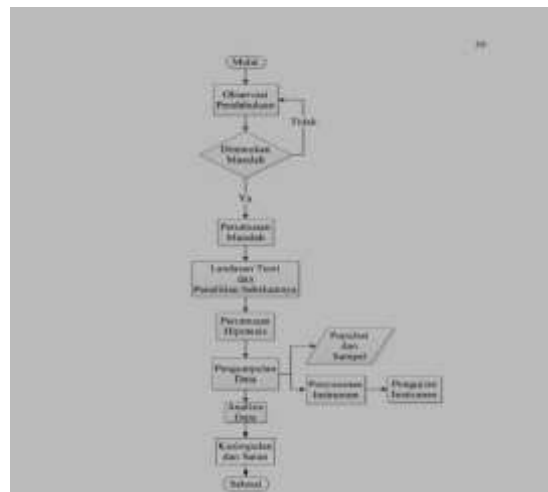 Mulai
Observasi
Pendahuluan
Tidak
Ditemukan
Masalah
Ya
Perumusan
Masalah
Landasan Teori
dan
Penelitian Sebelumnya
Perumusan
Hipotesis
Populasi
dan
Sampel
Pengumpulan
Data
Penyusunan
Instrumen
Pengujian
Instrumen
Analisis
Data
Kesimpulan
dan Saran
Selesai